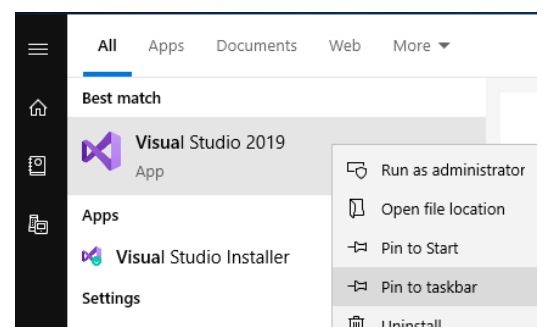 All Apps Documents Web More
Best match
Visual Studio 2019
App
Run as administrator
Open file location
Pin to Start
Pin to taskbar
Uninstall
Apps
Visual Studio Installer
Settings